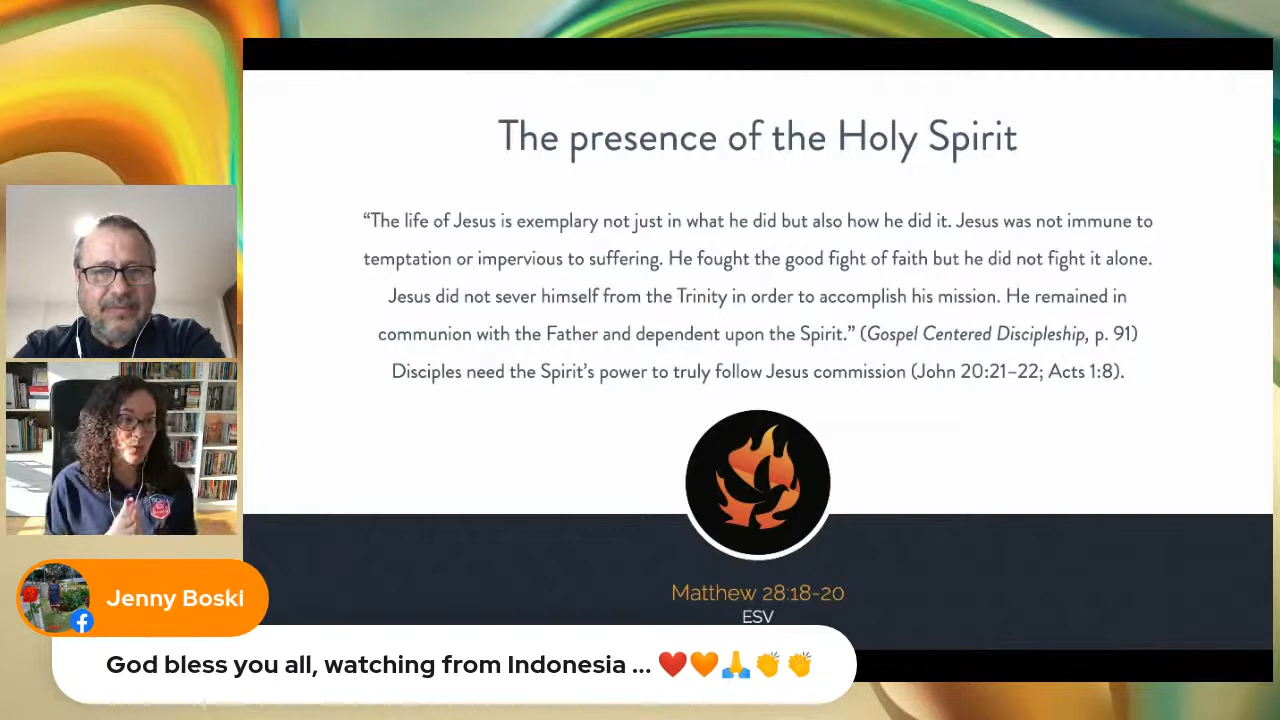 The presence of the Holy Spirit
“The life of Jesus is exemplary not just in what he did but also how he did it. Jesus was not immune to
temptation or impervious to suffering. He fought the good fight of faith but he did not fight it alone.
Jesus did not sever himself from the Trinity in order to accomplish his mission. He remained in
communion with the Father and dependent upon the Spirit.” (Gospel Centered Discipleship, p. 91)
Disciples need the Spirit’s power to truly follow Jesus commission (John 20:21–22; Acts 1:8).
Matthew 28:18-20
ESV
Jenny Boski
God bless you all, watching from Indonesia ... ❤️🧡🙏👏👏